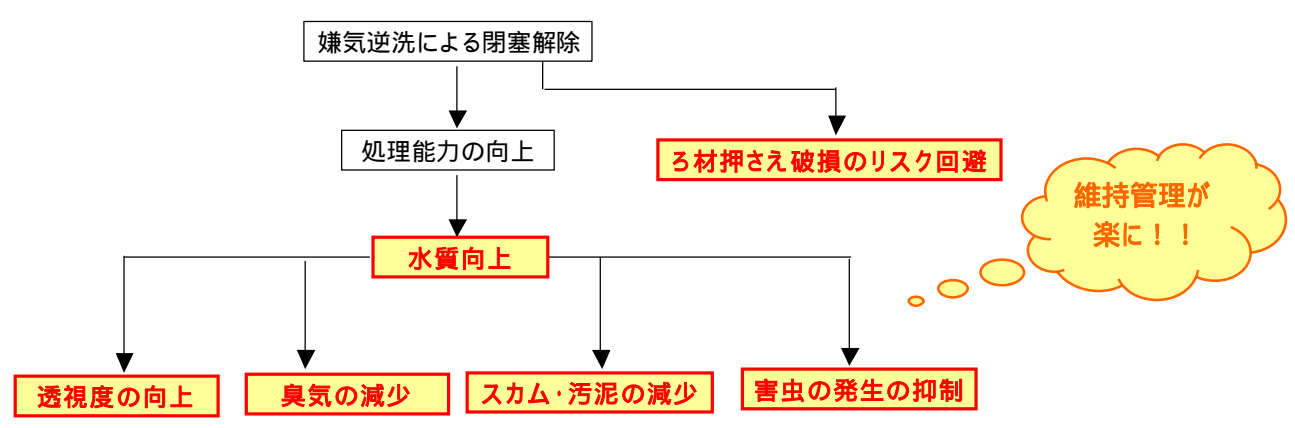 嫌気逆洗による閉塞解除
処理能力の向上
ろ材押さえ破損のリスク回避
維持管理が
楽に！！
水質向上
透視度の向上
臭気の減少
スカム・汚泥の減少
害虫の発生の抑制